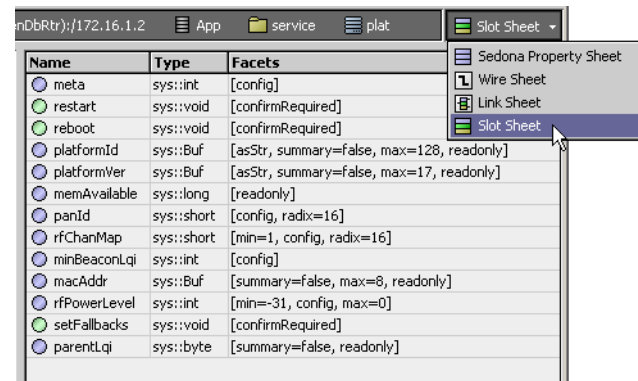 nDbRtr):/172.16.1.2 App service plat Slot Sheet
Sedona Property Sheet
Wire Sheet
Link Sheet
Slot Sheet
Name Type Facets
meta sys::int [config]
restart sys::void [confirmRequired]
reboot sys::void [confirmRequired]
platformId sys::Buf [asStr, summary=false, max=128, readonly]
platformVer sys::Buf [asStr, summary=false, max=17, readonly]
memAvailable sys::long [readonly]
panId sys::short [config, radix=16]
rfChanMap sys::short [min=1, config, radix=16]
minBeaconLqi sys::int [config]
macAddr sys::Buf [summary=false, max=8, readonly]
rfPowerLevel sys::int [min=-31, config, max=0]
setFallbacks sys::void [confirmRequired]
parentLqi sys::byte [summary=false, readonly]